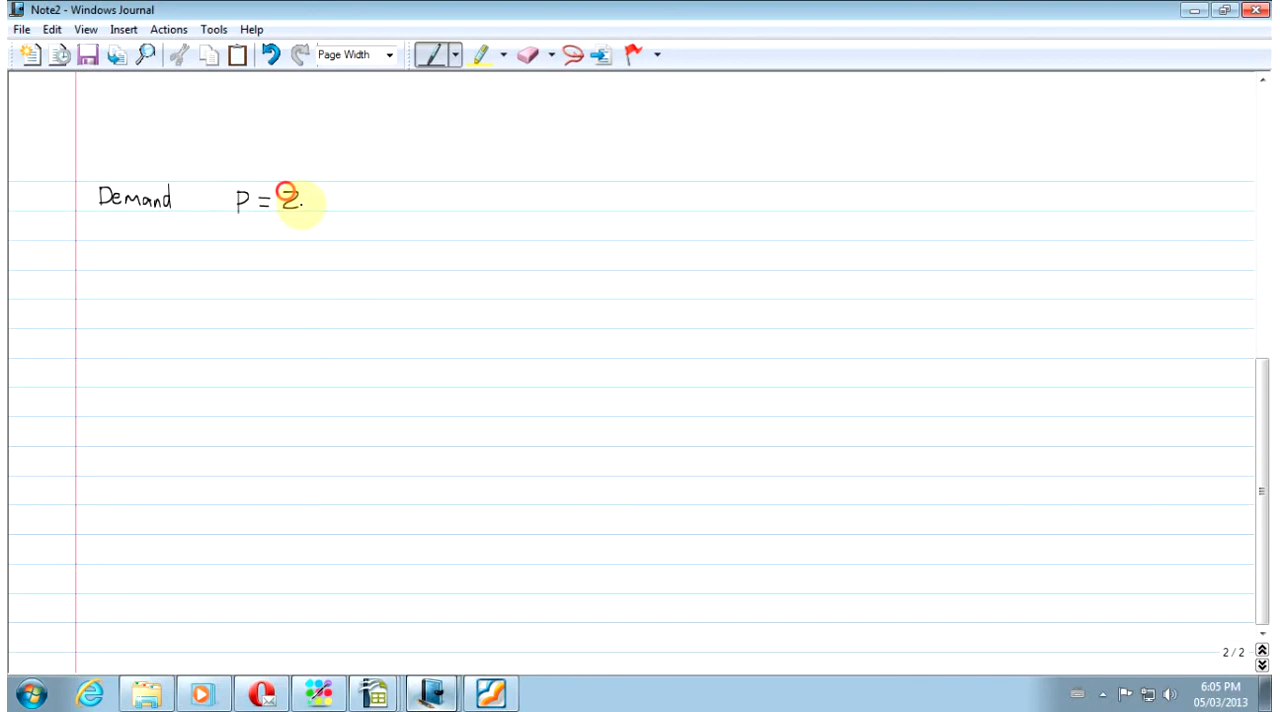 Note2 - Windows Journal
File Edit View Insert Actions Tools Help
Page Width
Demand P = 2.
2 / 2
6:05 PM
05/03/2013